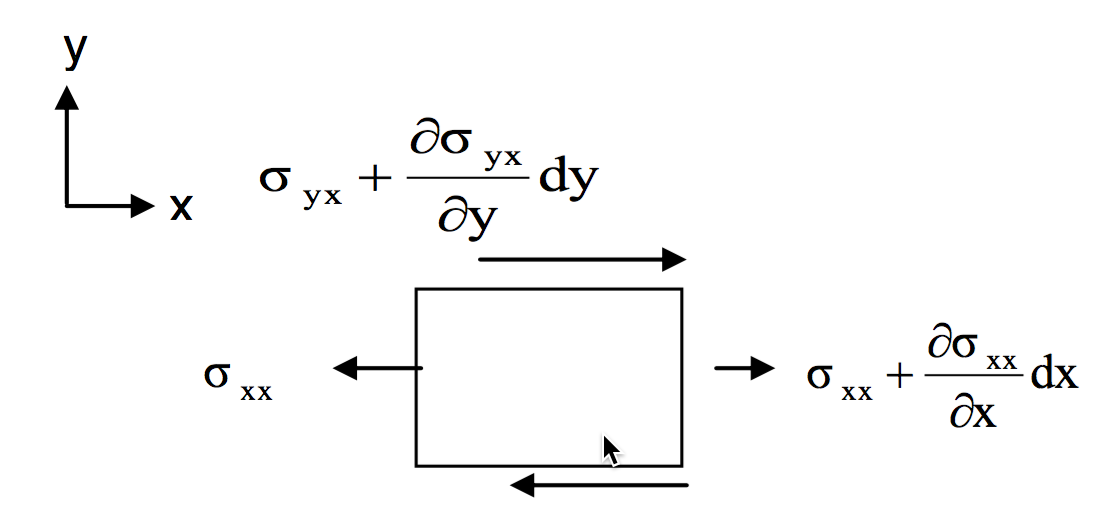 y
x
σ yx + ∂σ yx / ∂y dy
σ xx
σ xx + ∂σ xx / ∂x dx